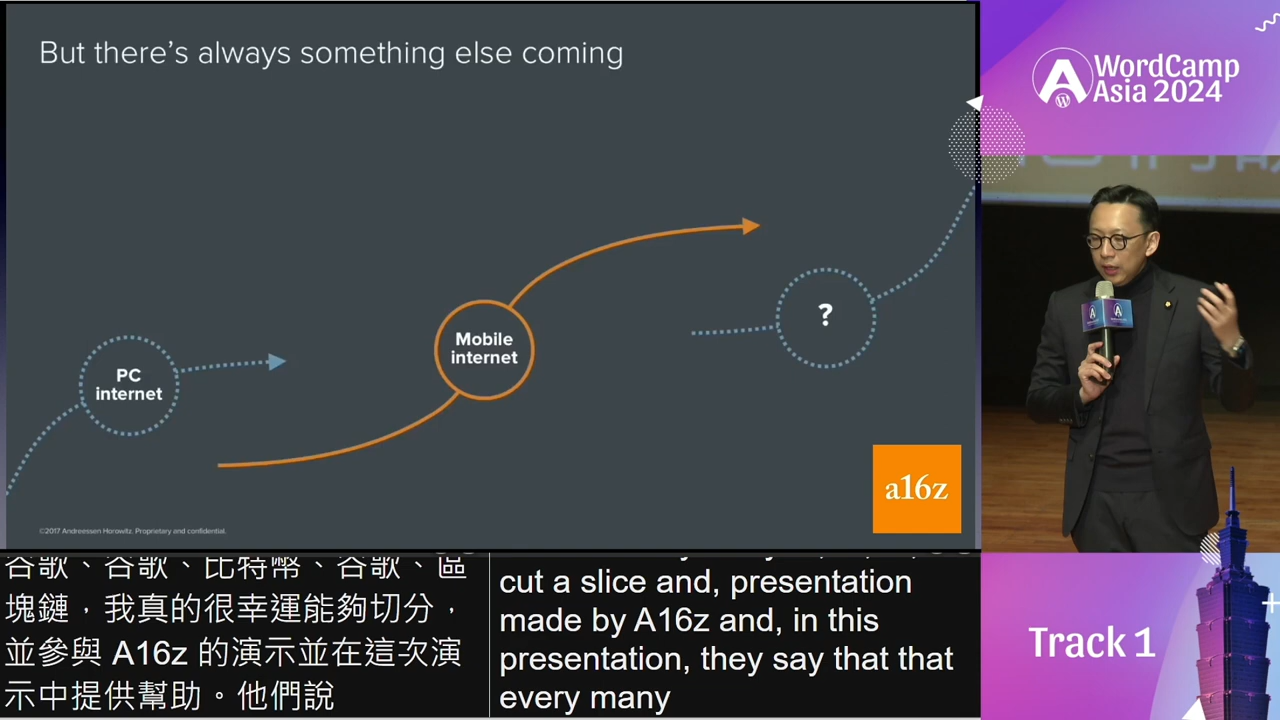 But there's always something else coming
PC
internet
Mobile
internet
?
a16z
©2017 Andreessen Horowitz. Proprietary and confidential.
WordCamp
Asia 2024
谷歌、谷歌、比特幣、谷歌、區
塊鏈，我真的很幸運能夠切分，
並參與 A16z 的演示並在這次演
示中提供幫助。他們說
cut a slice and, presentation
made by A16z and, in this
presentation, they say that that
every many
Track 1